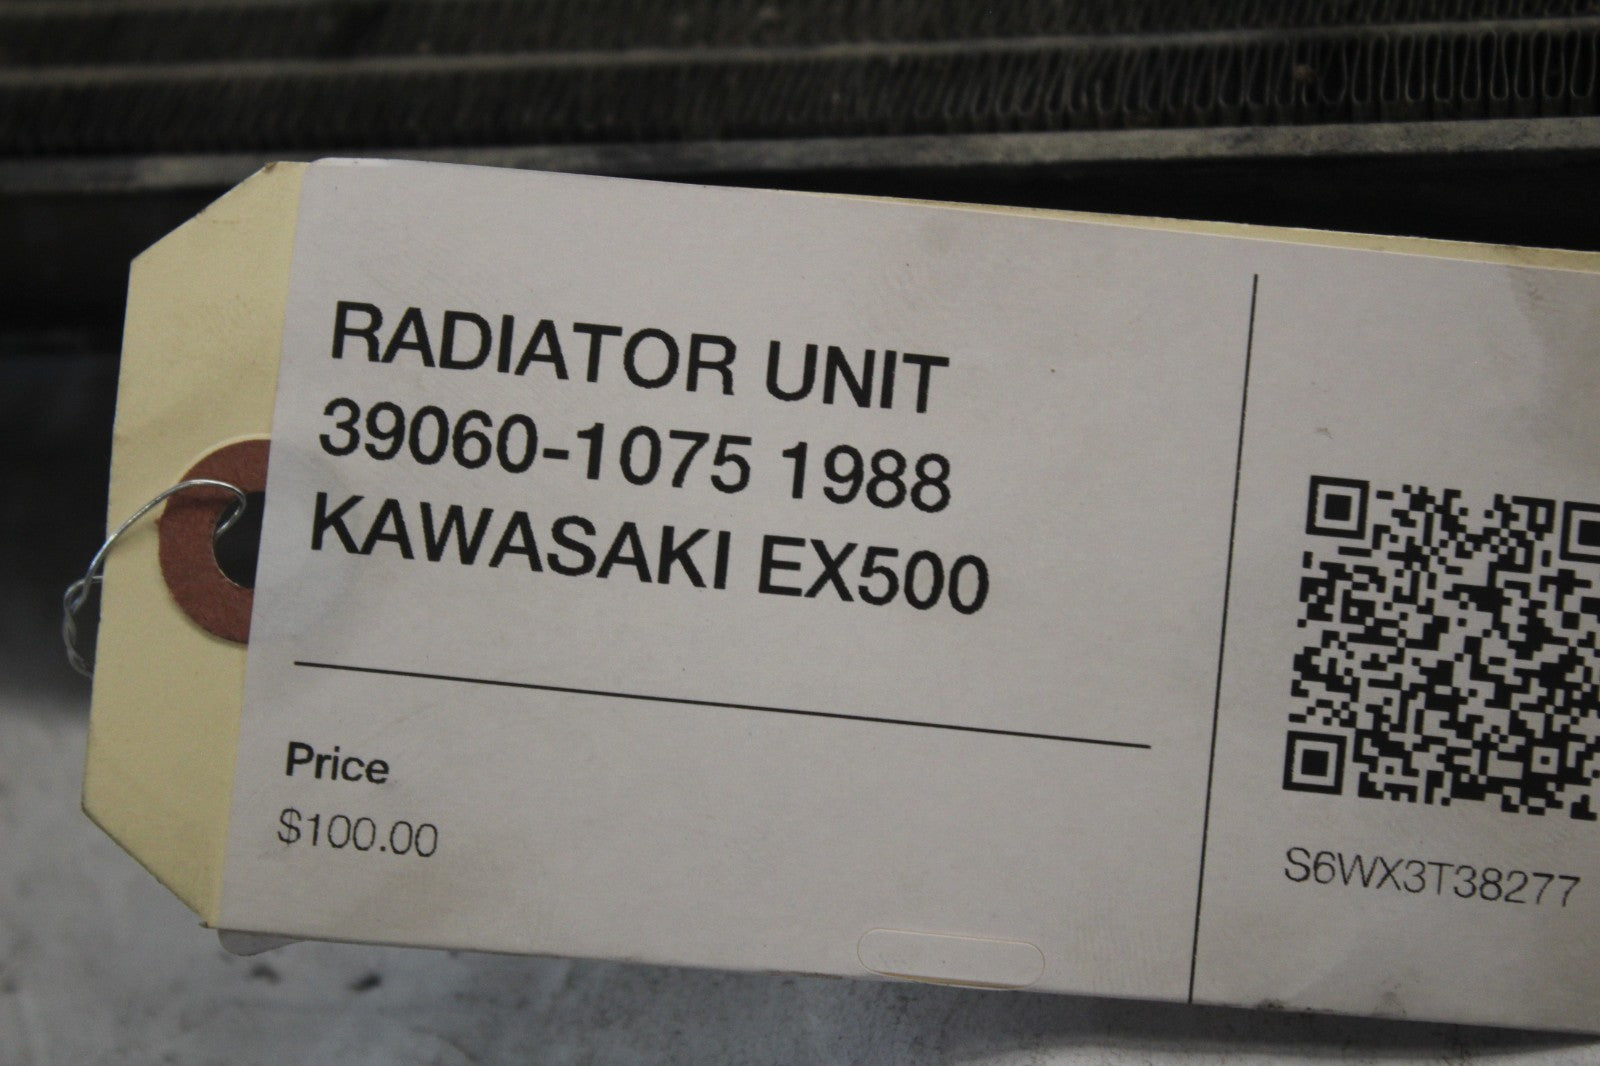 RADIATOR UNIT
39060-1075 1988
KAWASAKI EX500
Price
$100.00
S6WX3T38277